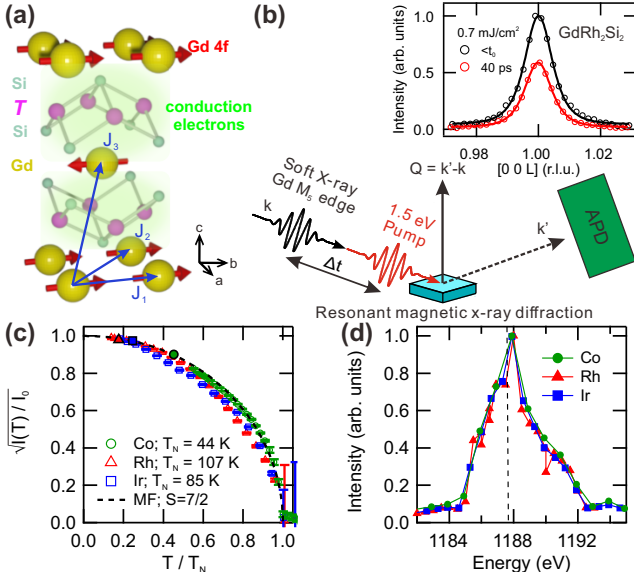 (a)
Gd 4f
Si
T
Si
conduction
electrons
J3
Gd
J2
J1
c
b
a
(b)
Intensity (arb. units)
1.0
0.5
0.0
0.7 mJ/cm²
<t₀
40 ps
GdRh₂Si₂
0.98
1.00
1.02
[0 0 L] (r.l.u.)
Soft X-ray
Gd M₅ edge
k
Q = k'-k
1.5 eV
Pump
Δt
k'
APD
Resonant magnetic x-ray diffraction
(c)
√I(T) / I₀
1.0
0.8
0.6
0.4
0.2
0.0
Co; T_N = 44 K
Rh; T_N = 107 K
Ir; T_N = 85 K
MF; S=7/2
0.0 0.2 0.4 0.6 0.8 1.0
T / T_N
(d)
Intensity (arb. units)
1.0
0.8
0.6
0.4
0.2
0.0
Co
Rh
Ir
1184 1188 1192
Energy (eV)